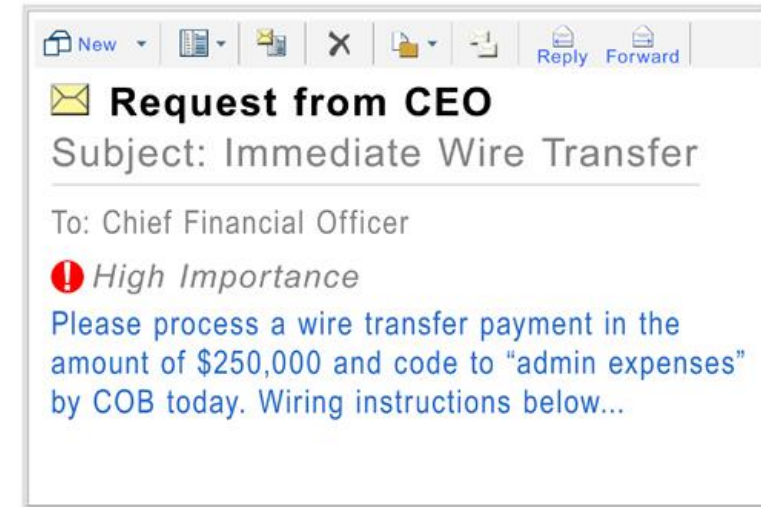 New
Reply Forward
Request from CEO
Subject: Immediate Wire Transfer
To: Chief Financial Officer
! High Importance
Please process a wire transfer payment in the
amount of $250,000 and code to “admin expenses”
by COB today. Wiring instructions below...